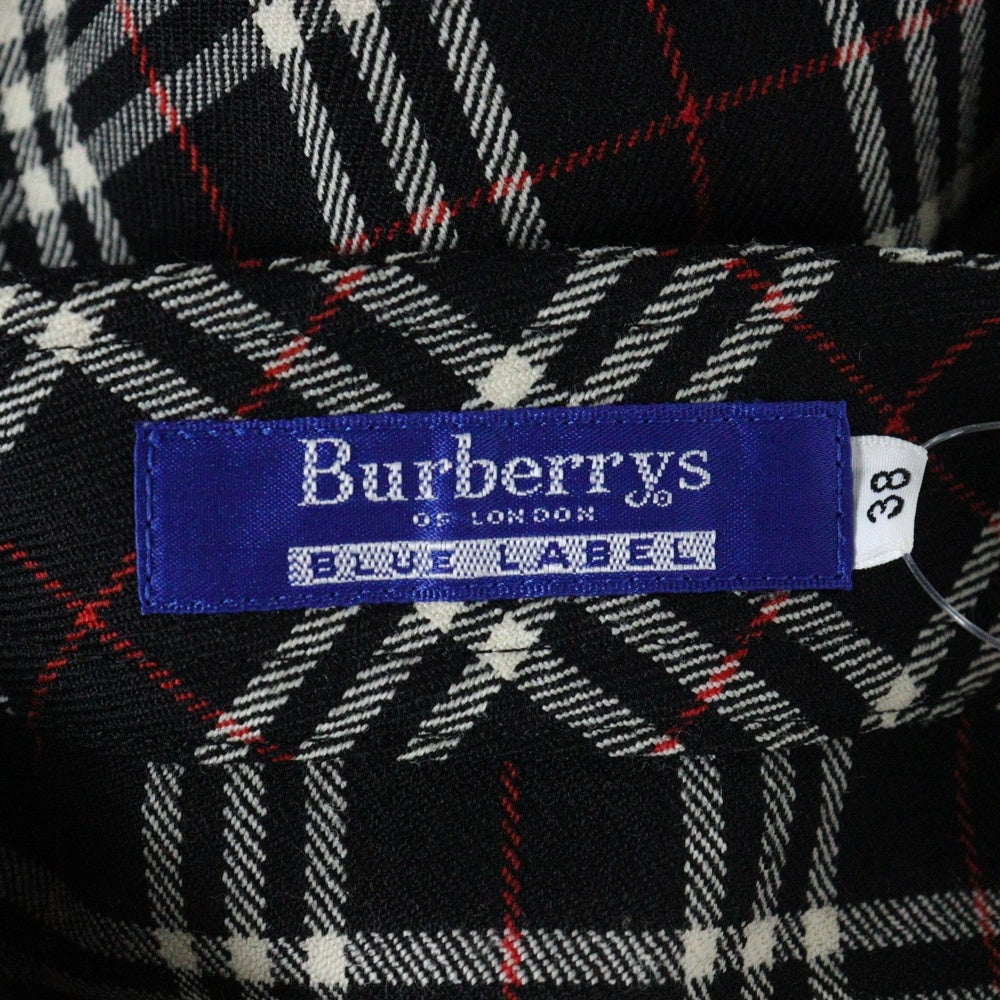 Burberrys
OF LONDON
BLUE LABEL
38